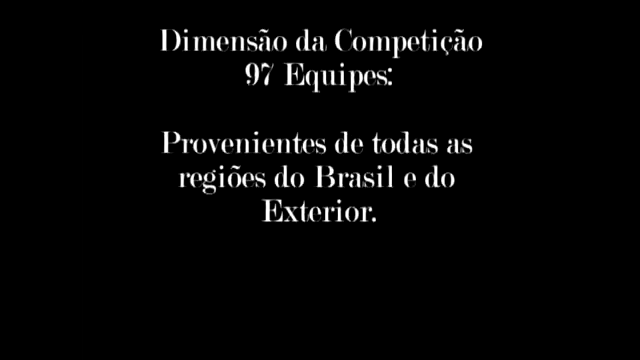 Dimensão da Competição
97 Equipes:
Provenientes de todas as
regiões do Brasil e do
Exterior.